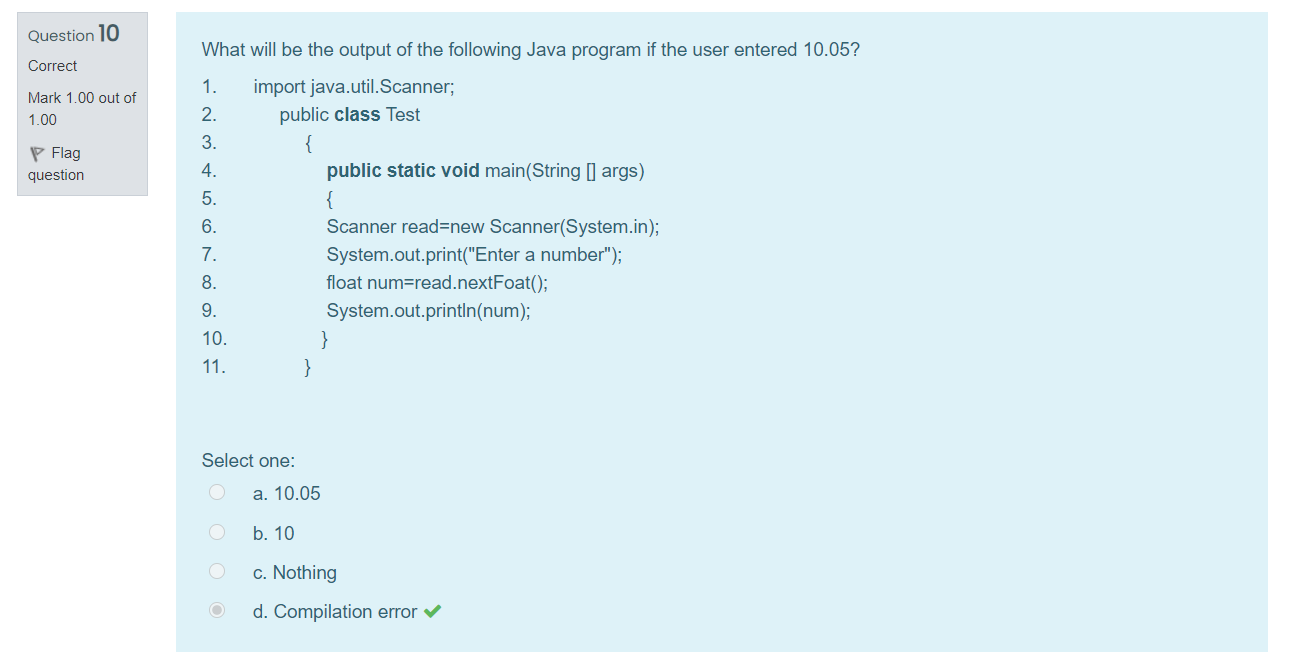 Question 10
Correct
Mark 1.00 out of
1.00
Flag
question
What will be the output of the following Java program if the user entered 10.05?
1. import java.util.Scanner;
2. public class Test
3. {
4. public static void main(String [] args)
5. {
6. Scanner read=new Scanner(System.in);
7. System.out.print("Enter a number");
8. float num=read.nextFoat();
9. System.out.println(num);
10. }
11. }
Select one:
a. 10.05
b. 10
c. Nothing
d. Compilation error